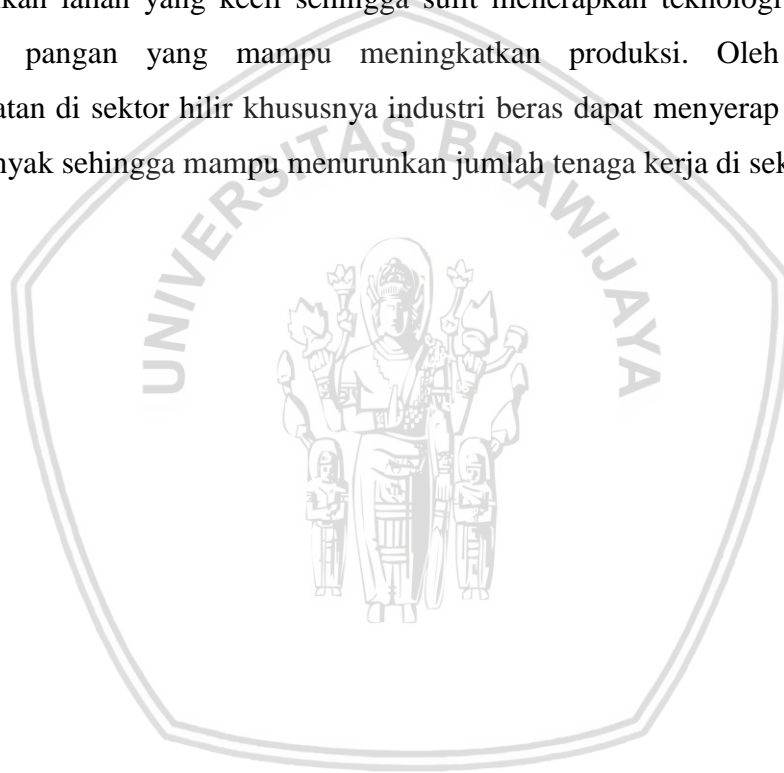 kan lahan yang kecil sehingga sulit menerapkan teknologi
pangan yang mampu meningkatkan produksi. Oleh
atan di sektor hilir khususnya industri beras dapat menyerap
nyak sehingga mampu menurunkan jumlah tenaga kerja di sek
UNIVERSITAS BRAWIJAYA